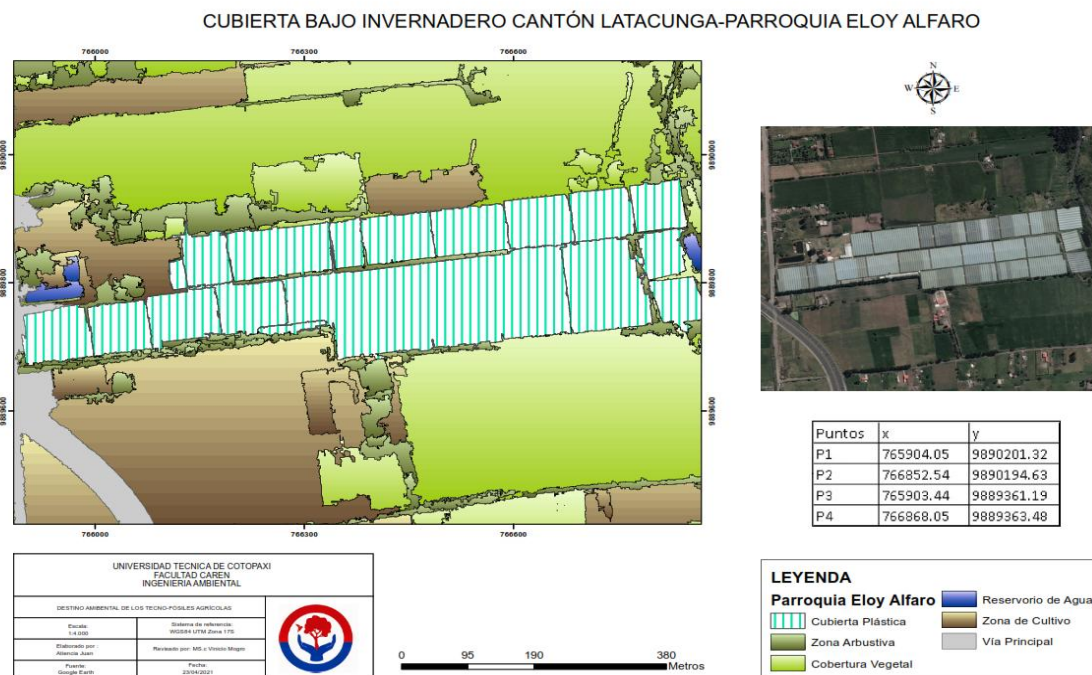 CUBIERTA BAJO INVERNADERO CANTÓN LATACUNGA-PARROQUIA ELOY ALFARO
766000 766300 766600
9890000 9890000
9889800 9889800
9889600 9889600
766000 766300 766600
N
W E
S
Puntos x y
P1 765904.05 9890201.32
P2 766852.54 9890194.63
P3 765903.44 9889361.19
P4 766868.05 9889363.48
UNIVERSIDAD TECNICA DE COTOPAXI
FACULTAD CAREN
INGENIERIA AMBIENTAL
DESTINO AMBIENTAL DE LOS TECNO-FÓSILES AGRÍCOLAS
Escala:
1:4.000
Sistema de referencia:
WGS84 UTM Zona 17S
Elaborado por :
Atiencia Juan
Revisado por: MS.c Vinicio Mogro
Fuente:
Google Earth
Fecha:
23/04/2021
0 95 190 380
Metros
LEYENDA
Parroquia Eloy Alfaro
Cubierta Plástica
Zona Arbustiva
Cobertura Vegetal
Reservorio de Agua
Zona de Cultivo
Vía Principal